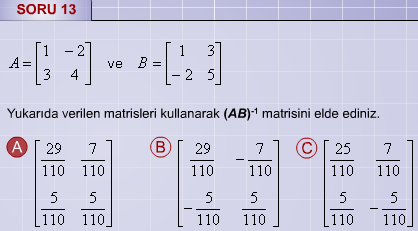 SORU 13
A = [1 -2; 3 4] ve B = [1 3; -2 5]
Yukarıda verilen matrisleri kullanarak (AB)⁻¹ matrisini elde ediniz.
A [29/110 7/110; 5/110 5/110] B [29/110 -7/110; -5/110 5/110] C [25/110 7/110; 5/110 -5/110]